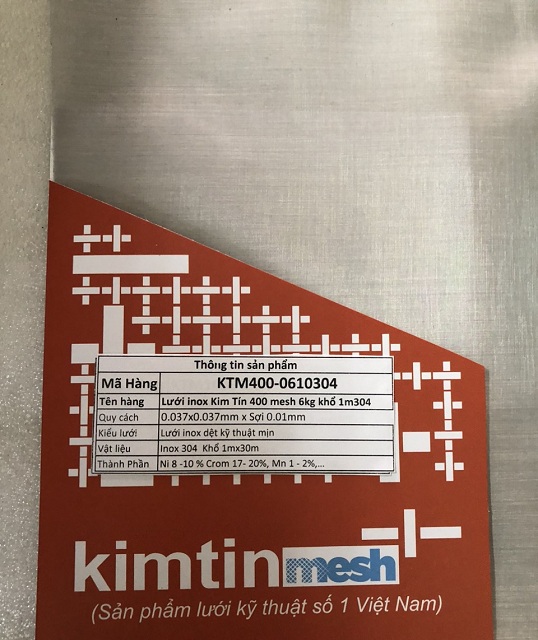 Thông tin sản phẩm
Mã Hàng KTM400-0610304
Tên hàng Lưới inox Kim Tín 400 mesh 6kg khổ 1m304
Quy cách 0.037x0.037mm x Sợi 0.01mm
Kiểu lưới Lưới inox dệt kỹ thuật mịn
Vật liệu Inox 304 Khổ 1mx30m
Thành Phần Ni 8 -10 % Crom 17- 20%, Mn 1 - 2%,...
kimtin mesh
(Sản phẩm lưới kỹ thuật số 1 Việt Nam)